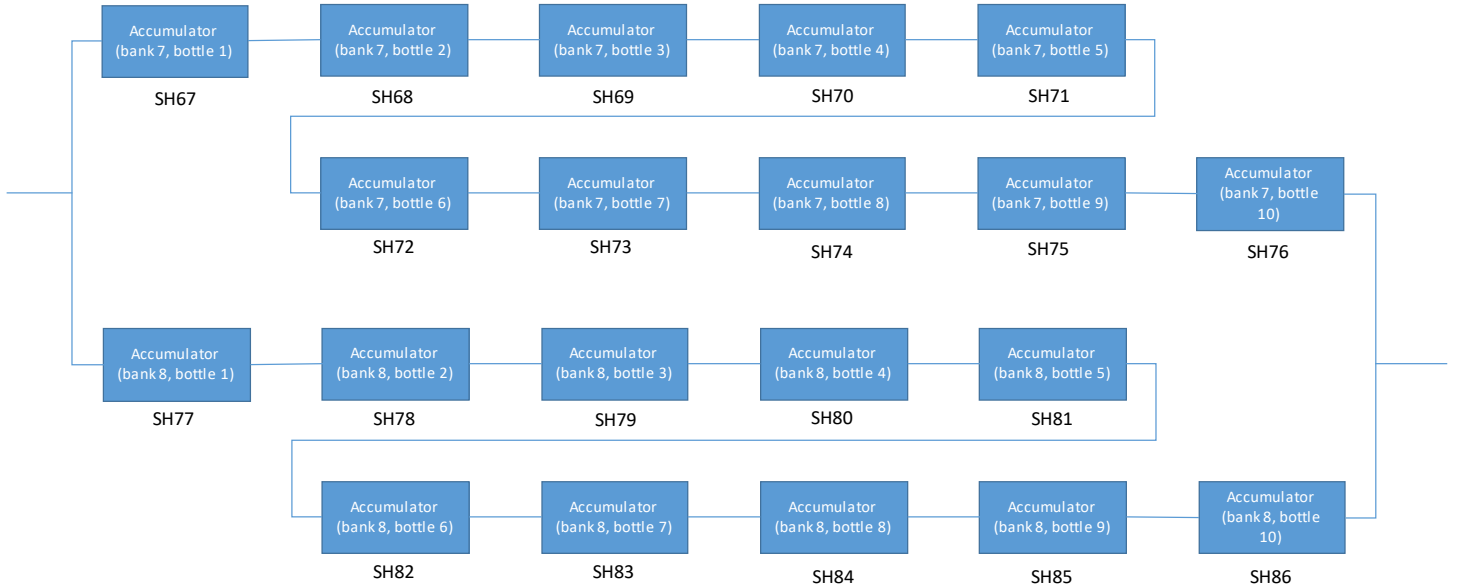 Accumulator
(bank 7, bottle 1)
SH67
Accumulator
(bank 7, bottle 2)
SH68
Accumulator
(bank 7, bottle 3)
SH69
Accumulator
(bank 7, bottle 4)
SH70
Accumulator
(bank 7, bottle 5)
SH71
Accumulator
(bank 7, bottle 6)
SH72
Accumulator
(bank 7, bottle 7)
SH73
Accumulator
(bank 7, bottle 8)
SH74
Accumulator
(bank 7, bottle 9)
SH75
Accumulator
(bank 7, bottle
10)
SH76
Accumulator
(bank 8, bottle 1)
SH77
Accumulator
(bank 8, bottle 2)
SH78
Accumulator
(bank 8, bottle 3)
SH79
Accumulator
(bank 8, bottle 4)
SH80
Accumulator
(bank 8, bottle 5)
SH81
Accumulator
(bank 8, bottle 6)
SH82
Accumulator
(bank 8, bottle 7)
SH83
Accumulator
(bank 8, bottle 8)
SH84
Accumulator
(bank 8, bottle 9)
SH85
Accumulator
(bank 8, bottle
10)
SH86